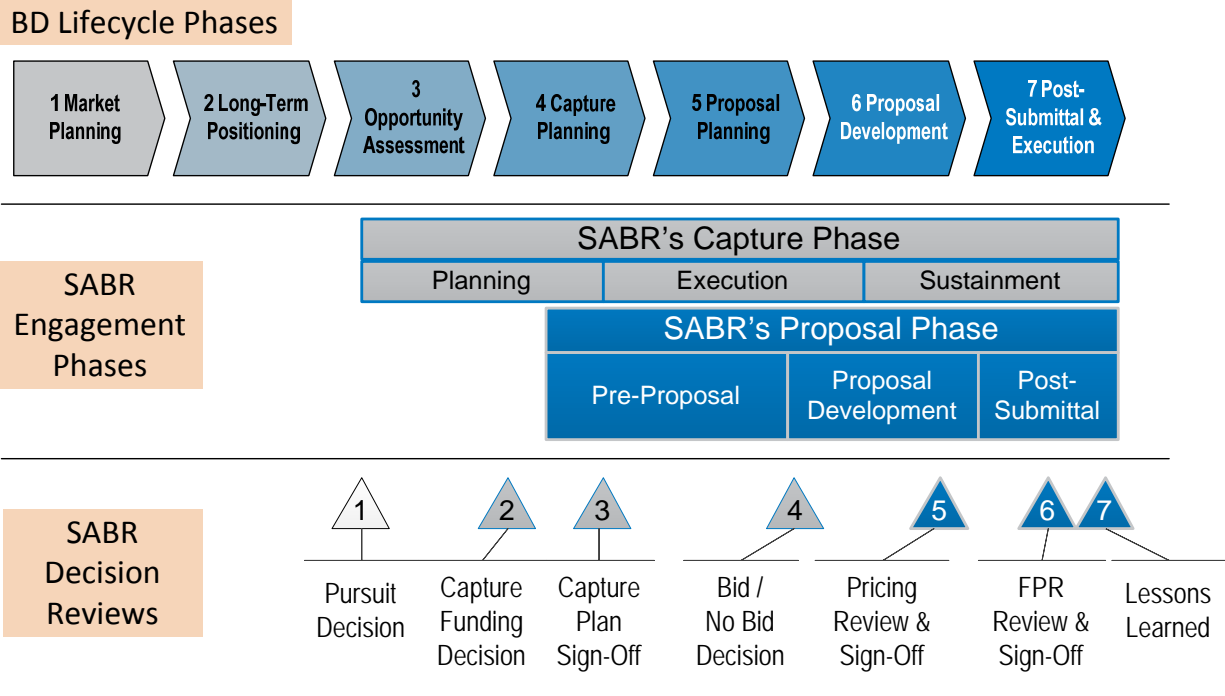 BD Lifecycle Phases
1 Market
Planning
2 Long-Term
Positioning
3
Opportunity
Assessment
4 Capture
Planning
5 Proposal
Planning
6 Proposal
Development
7 Post-
Submittal &
Execution
SABR
Engagement
Phases
SABR's Capture Phase
Planning
Execution
Sustainment
SABR's Proposal Phase
Pre-Proposal
Proposal
Development
Post-
Submittal
SABR
Decision
Reviews
1
2
3
4
5
6
7
Pursuit
Decision
Capture
Funding
Decision
Capture
Plan
Sign-Off
Bid /
No Bid
Decision
Pricing
Review &
Sign-Off
FPR
Review &
Sign-Off
Lessons
Learned